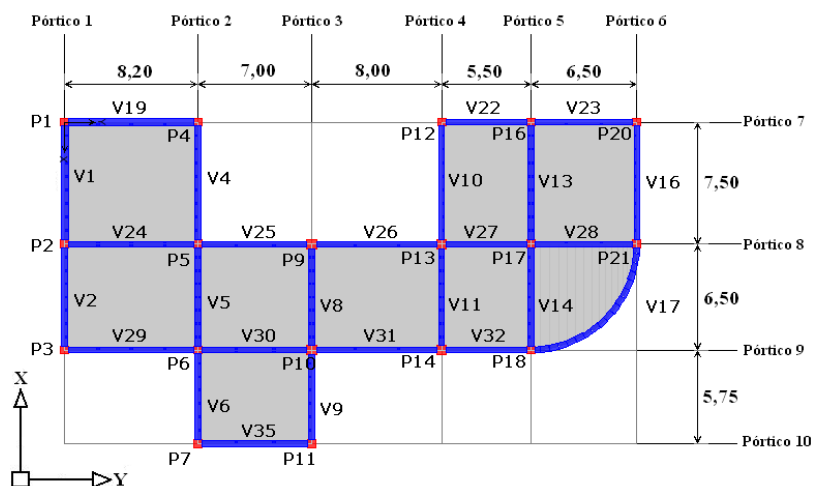 Pórtico 1 Pórtico 2 Pórtico 3 Pórtico 4 Pórtico 5 Pórtico 6
8,20 7,00 8,00 5,50 6,50
V19 V22 V23
P1 P4 P12 P16 P20 Pórtico 7
V1 V4 V10 V13 V16 7,50
V24 V25 V26 V27 V28
P2 P5 P9 P13 P17 P21 Pórtico 8
V2 V5 V8 V11 V14 V17 6,50
V29 V30 V31 V32
P3 P6 P10 P14 P18 Pórtico 9
X V6 V9 5,75
V35
Pórtico 10
P7 P11
Y